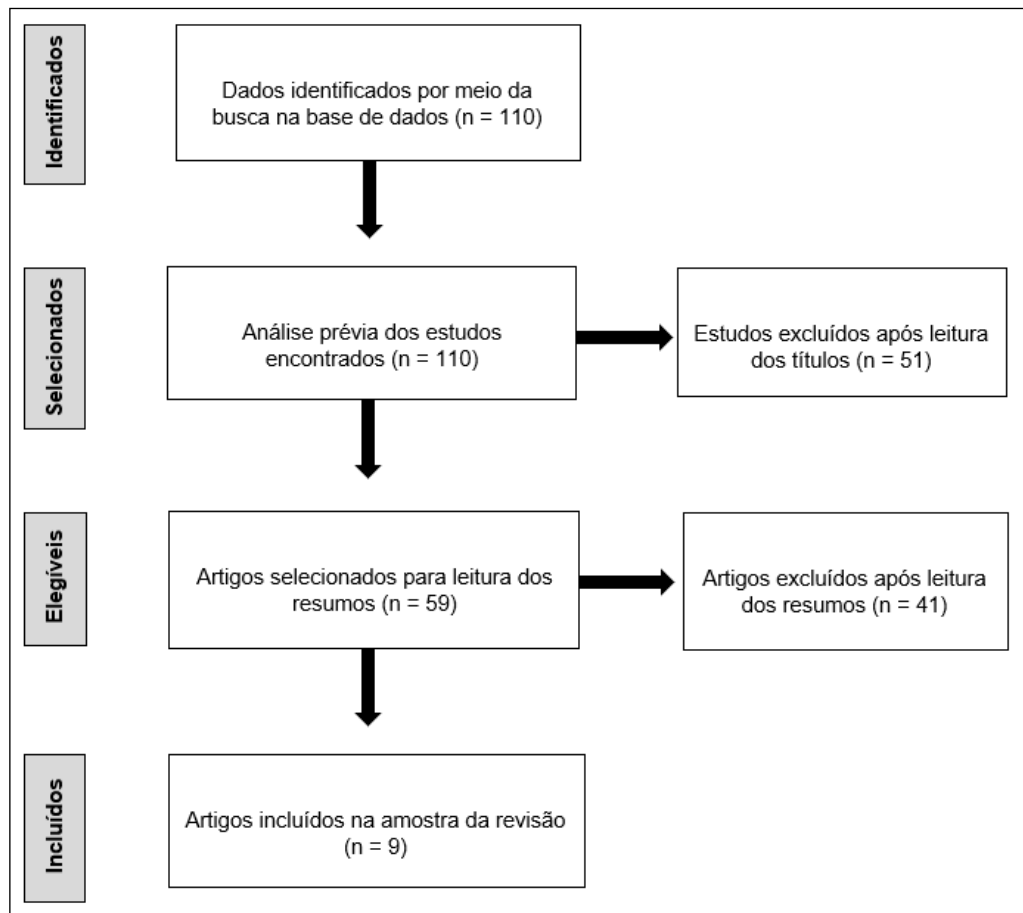 Identificados
Dados identificados por meio da
busca na base de dados (n = 110)
Selecionados
Análise prévia dos estudos
encontrados (n = 110)
Estudos excluídos após leitura
dos títulos (n = 51)
Elegíveis
Artigos selecionados para leitura dos
resumos (n = 59)
Artigos excluídos após leitura
dos resumos (n = 41)
Incluídos
Artigos incluídos na amostra da revisão
(n = 9)